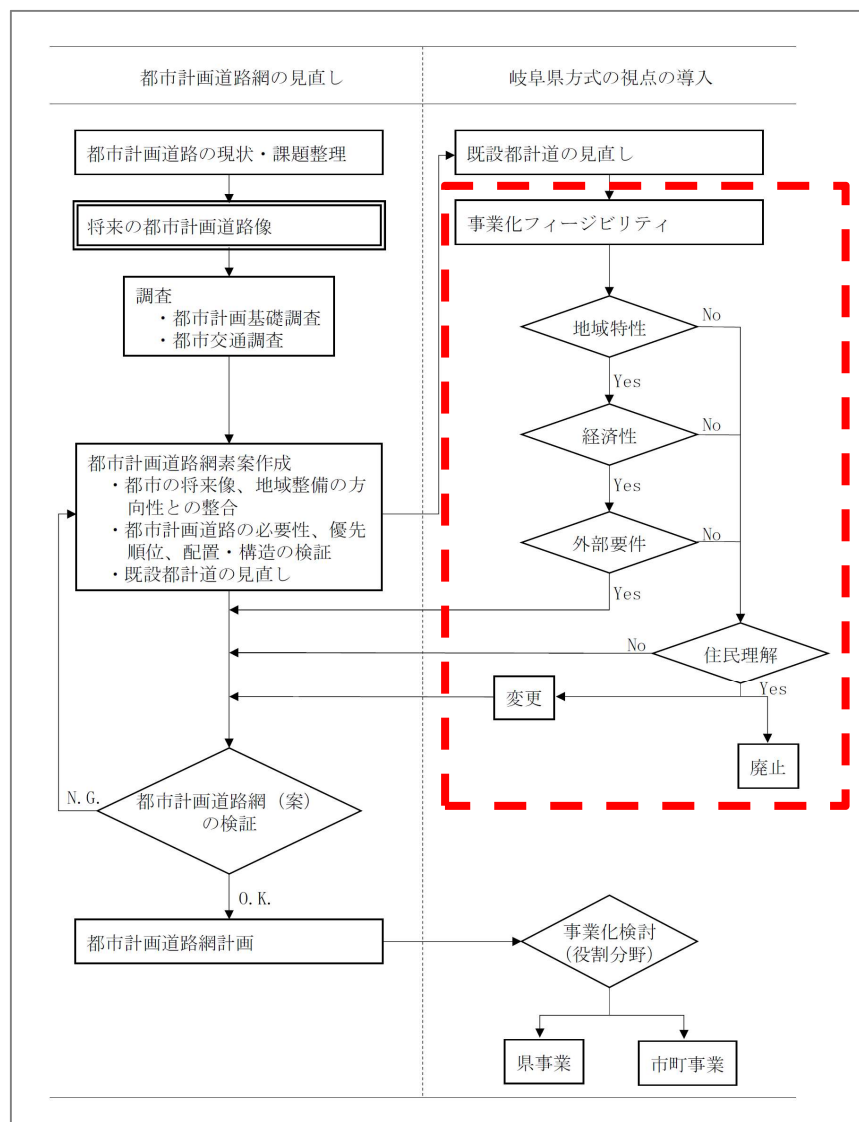 都市計画道路網の見直し
岐阜県方式の視点の導入
都市計画道路の現状・課題整理
将来の都市計画道路像
調査
・都市計画基礎調査
・都市交通調査
都市計画道路網素案作成
・都市の将来像、地域整備の方
向性との整合
・都市計画道路の必要性、優先
順位、配置・構造の検証
・既設都計道の見直し
既設都計道の見直し
事業化フィージビリティ
地域特性
No
Yes
経済性
No
Yes
外部要件
No
Yes
住民理解
No
Yes
変更
廃止
都市計画道路網（案）
の検証
N.G.
O.K.
都市計画道路網計画
事業化検討
(役割分野)
県事業
市町事業